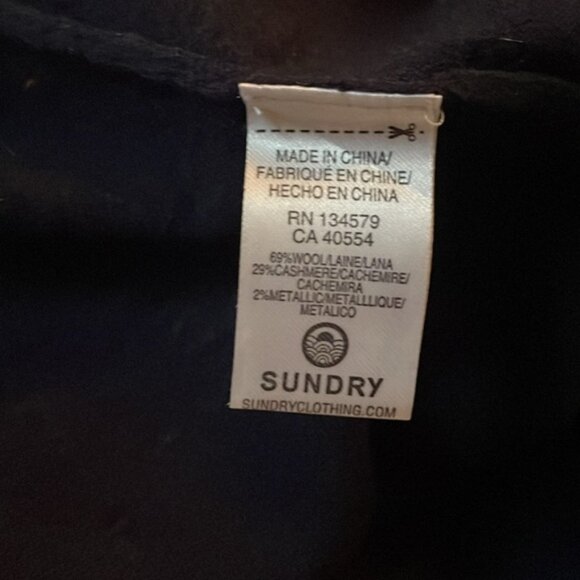 MADE IN CHINA/
FABRIQUÉ EN CHINE/
HECHO EN CHINA
RN 134579
CA 40554
69%WOOL/LAINE/LANA
29%CASHMERE/CACHEMIRE/
CACHEMIRA
2%METALLIC/METALLLIQUE/
METALICO
SUNDRY
SUNDRYCLOTHING.COM